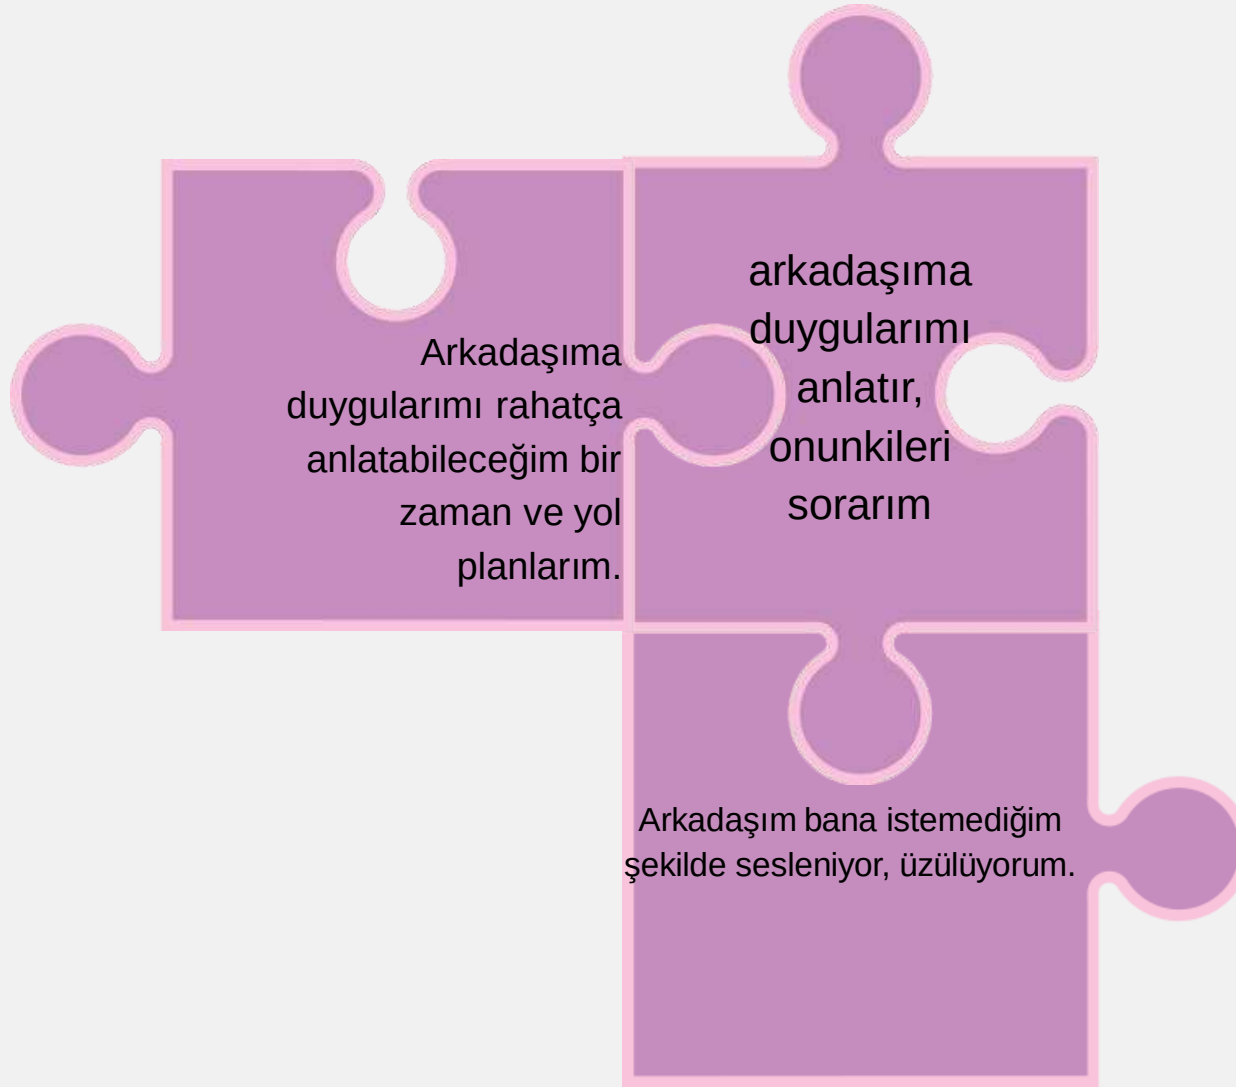 Arkadaşıma
duygularımı rahatça
anlatabileceğim bir
zaman ve yol
planlarım.
arkadaşıma
duygularımı
anlatır,
onunkileri
sorarım
Arkadaşım bana istemediğim
şekilde sesleniyor, üzülüyorum.